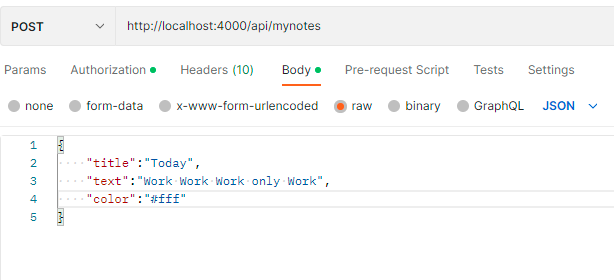 POST http://localhost:4000/api/mynotes
Params Authorization Headers (10) Body Pre-request Script Tests Settings
none form-data x-www-form-urlencoded raw binary GraphQL JSON
1 {
2 "title":"Today",
3 "text":"Work Work Work only Work",
4 "color":"#fff"
5 }